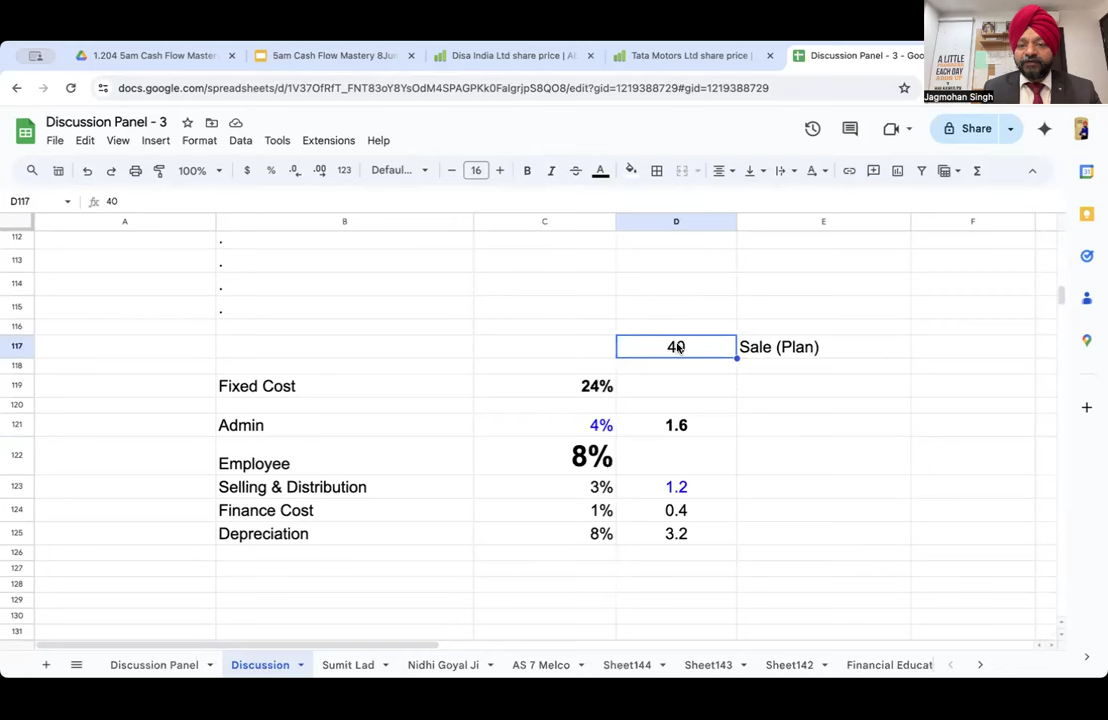 1.204 5am Cash Flow Master
5am Cash Flow Mastery 8Jun
Disa India Ltd share price | Al
Tata Motors Ltd share price |
Discussion Panel - 3 - Goo
docs.google.com/spreadsheets/d/1V37OfRfT_FNT83oY8YsOdM4SPAGPKk0FalgrjpS8QO8/edit?gid=1219388729#gid=1219388729
A LITTLE
EACH DAY
ADDS UP
Jagmohan Singh
Discussion Panel - 3
File Edit View Insert Format Data Tools Extensions Help
Share
100% $ % .0 .00 123 Defaul... 16 B I A
D117 fx 40
A B C D E F
112 .
113 .
114 .
115 .
116
117 40 Sale (Plan)
118
119 Fixed Cost 24%
120
121 Admin 4% 1.6
122 Employee 8%
123 Selling & Distribution 3% 1.2
124 Finance Cost 1% 0.4
125 Depreciation 8% 3.2
126
127
128
129
130
131
Discussion Panel Discussion Sumit Lad Nidhi Goyal Ji AS 7 Melco Sheet144 Sheet143 Sheet142 Financial Educat